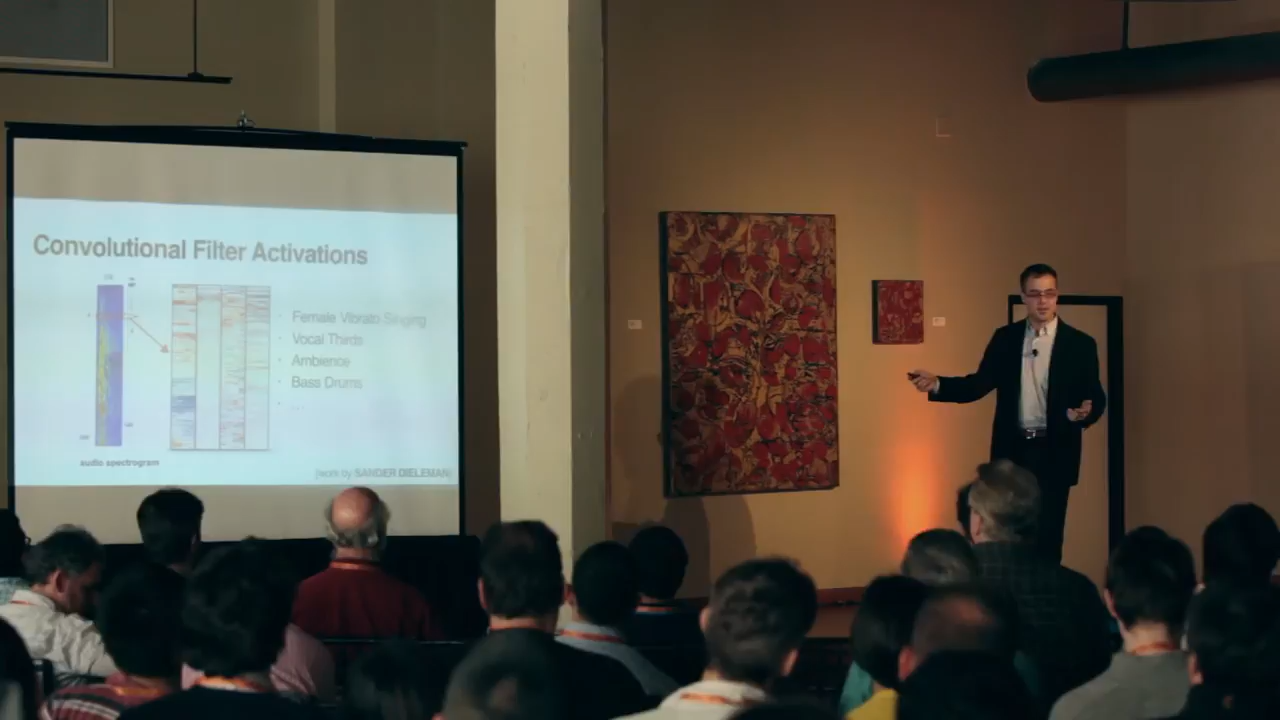 Convolutional Filter Activations
Female Vibrato Singing
Vocal Thirds
Ambience
Bass Drums
...
audio spectrogram
(work by SANDER DIELEMAN)